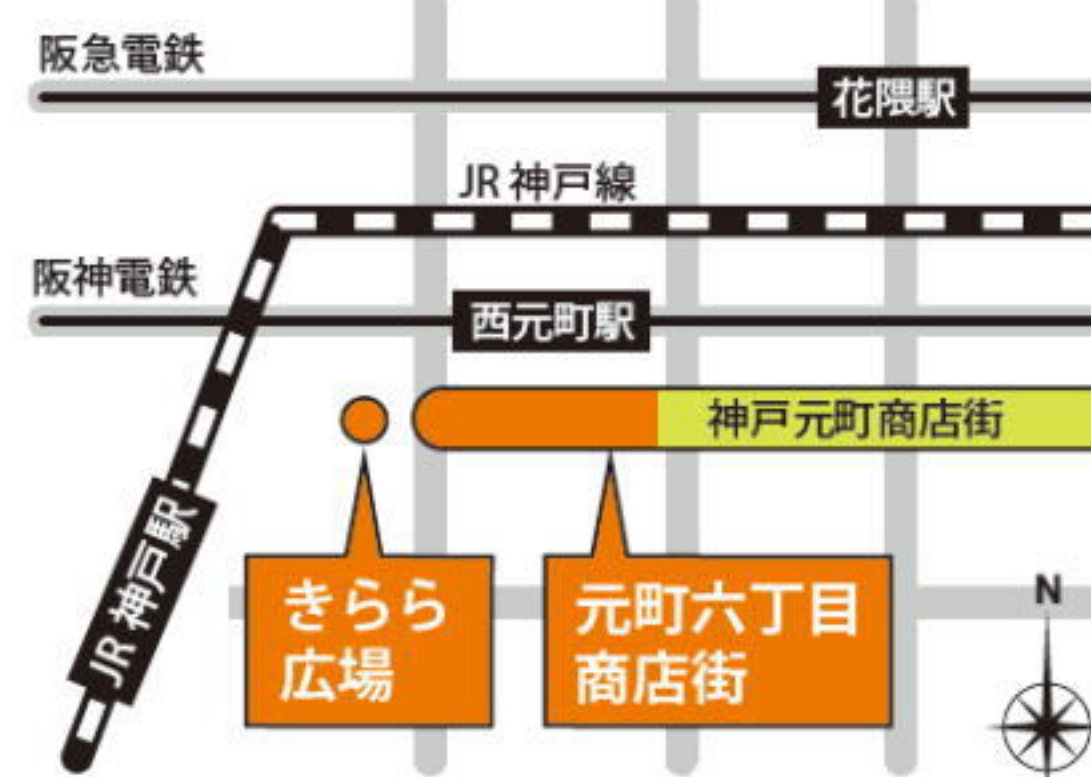 阪急電鉄
花隈駅
JR 神戸線
阪神電鉄
西元町駅
神戸元町商店街
JR 神戸駅
きらら
広場
元町六丁目
商店街
N